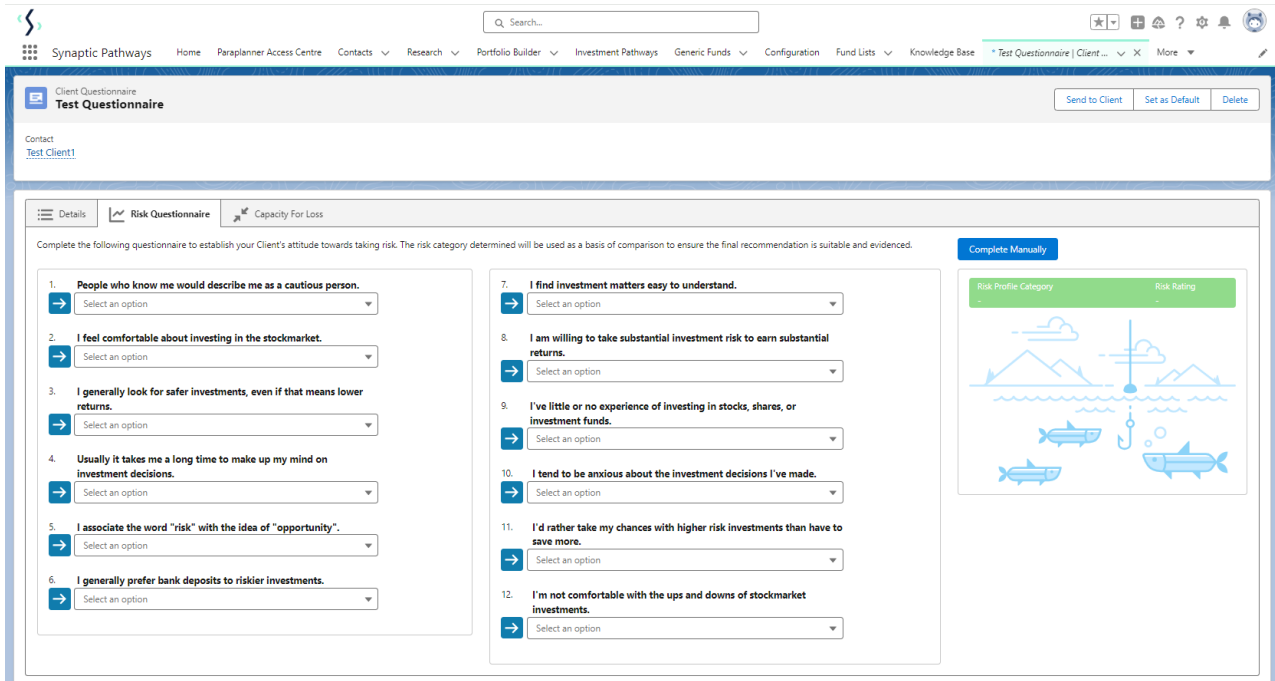 Search...
Synaptic Pathways
Home
Paraplanner Access Centre
Contacts
Research
Portfolio Builder
Investment Pathways
Generic Funds
Configuration
Fund Lists
Knowledge Base
* Test Questionnaire | Client ...
More
Client Questionnaire
Test Questionnaire
Send to Client
Set as Default
Delete
Contact
Test Client1
Details
Risk Questionnaire
Capacity For Loss
Complete the following questionnaire to establish your Client's attitude towards taking risk. The risk category determined will be used as a basis of comparison to ensure the final recommendation is suitable and evidenced.
Complete Manually
1. People who know me would describe me as a cautious person.
Select an option
2. I feel comfortable about investing in the stockmarket.
Select an option
3. I generally look for safer investments, even if that means lower
returns.
Select an option
4. Usually it takes me a long time to make up my mind on
investment decisions.
Select an option
5. I associate the word "risk" with the idea of "opportunity".
Select an option
6. I generally prefer bank deposits to riskier investments.
Select an option
7. I find investment matters easy to understand.
Select an option
8. I am willing to take substantial investment risk to earn substantial
returns.
Select an option
9. I've little or no experience of investing in stocks, shares, or
investment funds.
Select an option
10. I tend to be anxious about the investment decisions I've made.
Select an option
11. I'd rather take my chances with higher risk investments than have to
save more.
Select an option
12. I'm not comfortable with the ups and downs of stockmarket
investments.
Select an option
Risk Profile Category
-
Risk Rating
-